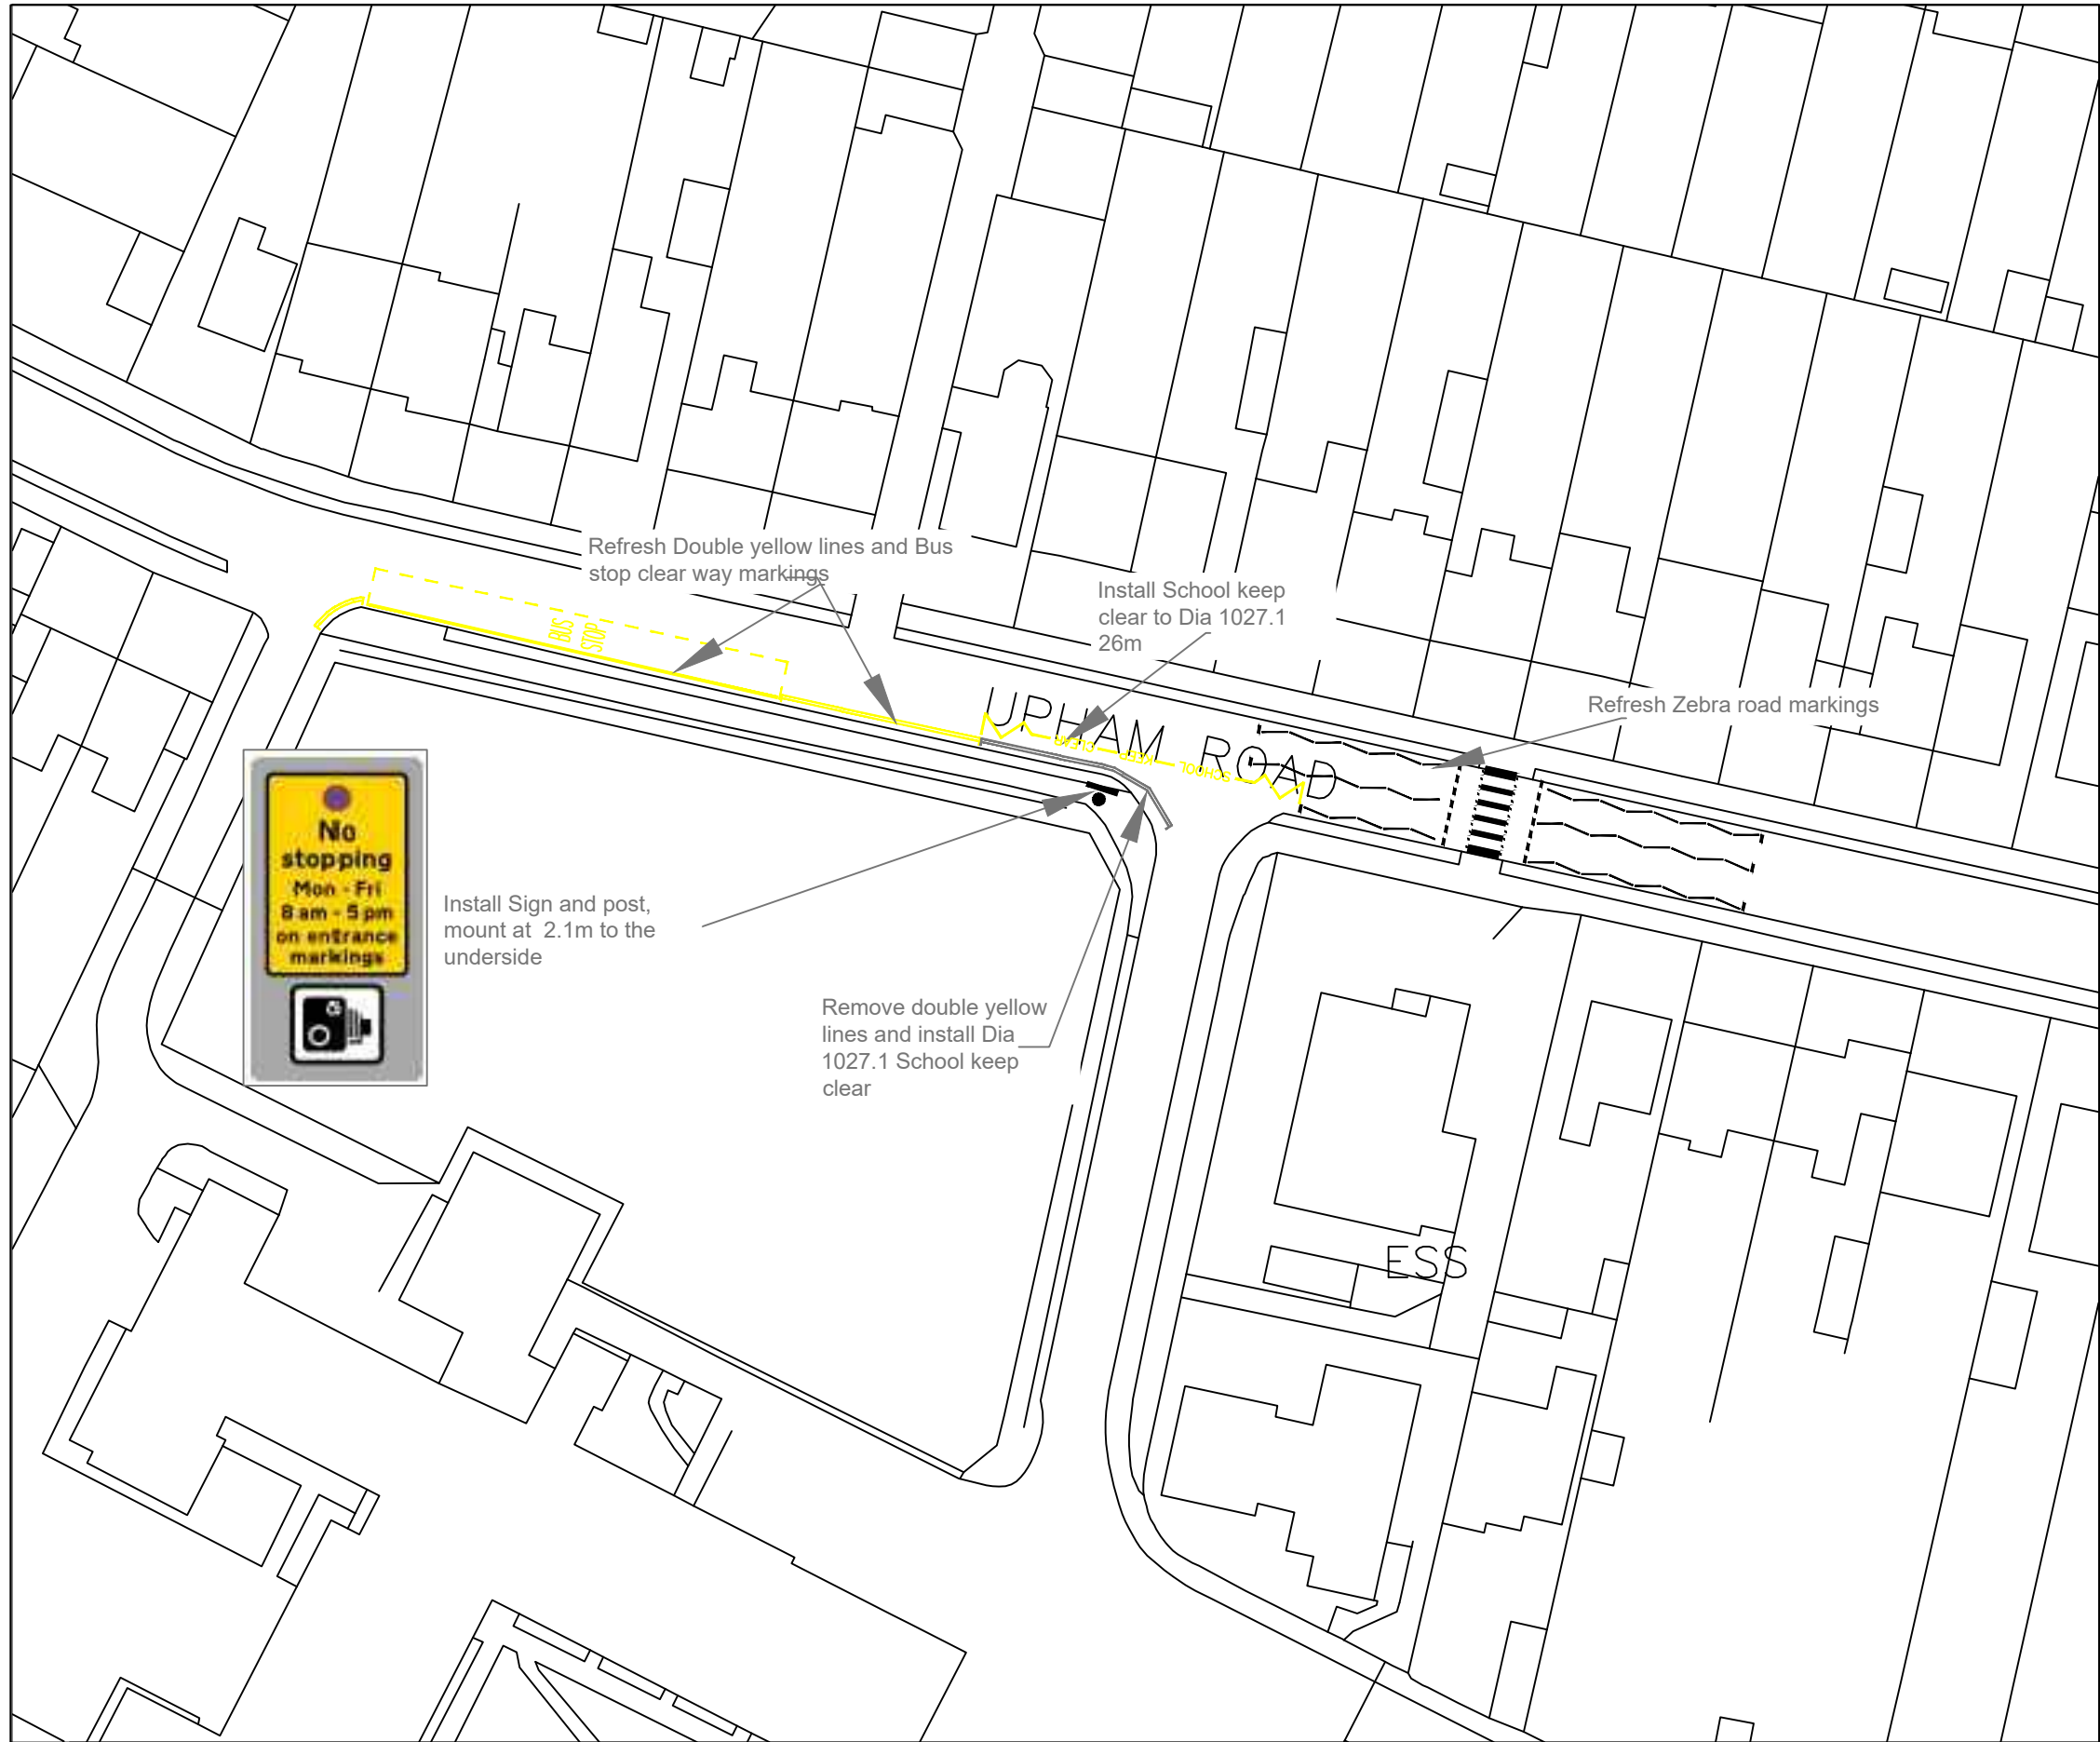 Refresh Double yellow lines and Bus
stop clear way markings
Install School keep
clear to Dia 1027.1
26m
Refresh Zebra road markings
BUS
STOP
UPHAM ROAD
CLEAR
KEEP
SCHOOL
No
stopping
Mon - Fri
8 am - 5 pm
on entrance
markings
Install Sign and post,
mount at 2.1m to the
underside
Remove double yellow
lines and install Dia
1027.1 School keep
clear
ESS